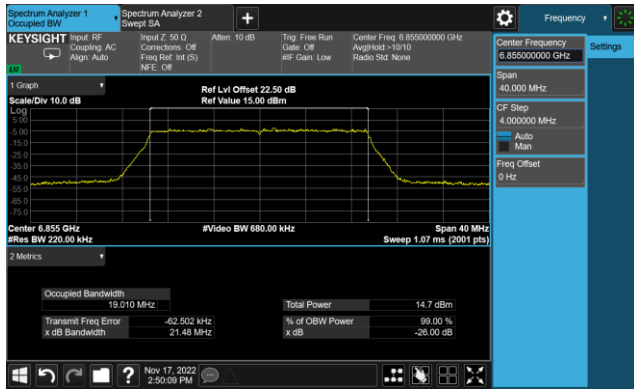 Spectrum Analyzer 1
Occupied BW
Spectrum Analyzer 2
Swept SA
+
Frequency
KEYSIGHT
Input: RF
Coupling: AC
Align: Auto
Input Z: 50 Ω
Corrections: Off
Freq Ref: Int (S)
NFE: Off
Atten: 10 dB
Trig: Free Run
Gate: Off
#IF Gain: Low
Center Freq: 6.855000000 GHz
Avg|Hold:>10/10
Radio Std: None
Center Frequency
6.855000000 GHz
Settings
Span
40.000 MHz
CF Step
4.000000 MHz
Auto
Man
Freq Offset
0 Hz
1 Graph
Scale/Div 10.0 dB
Ref Lvl Offset 22.50 dB
Ref Value 15.00 dBm
Log
5.00
-5.00
-15.0
-25.0
-35.0
-45.0
-55.0
-65.0
-75.0
Center 6.855 GHz
#Res BW 220.00 kHz
#Video BW 680.00 kHz
Span 40 MHz
Sweep 1.07 ms (2001 pts)
2 Metrics
Occupied Bandwidth
19.010 MHz
Total Power 14.7 dBm
Transmit Freq Error -62.502 kHz
% of OBW Power 99.00 %
x dB Bandwidth 21.48 MHz
x dB -26.00 dB
?
Nov 17, 2022
2:50:09 PM